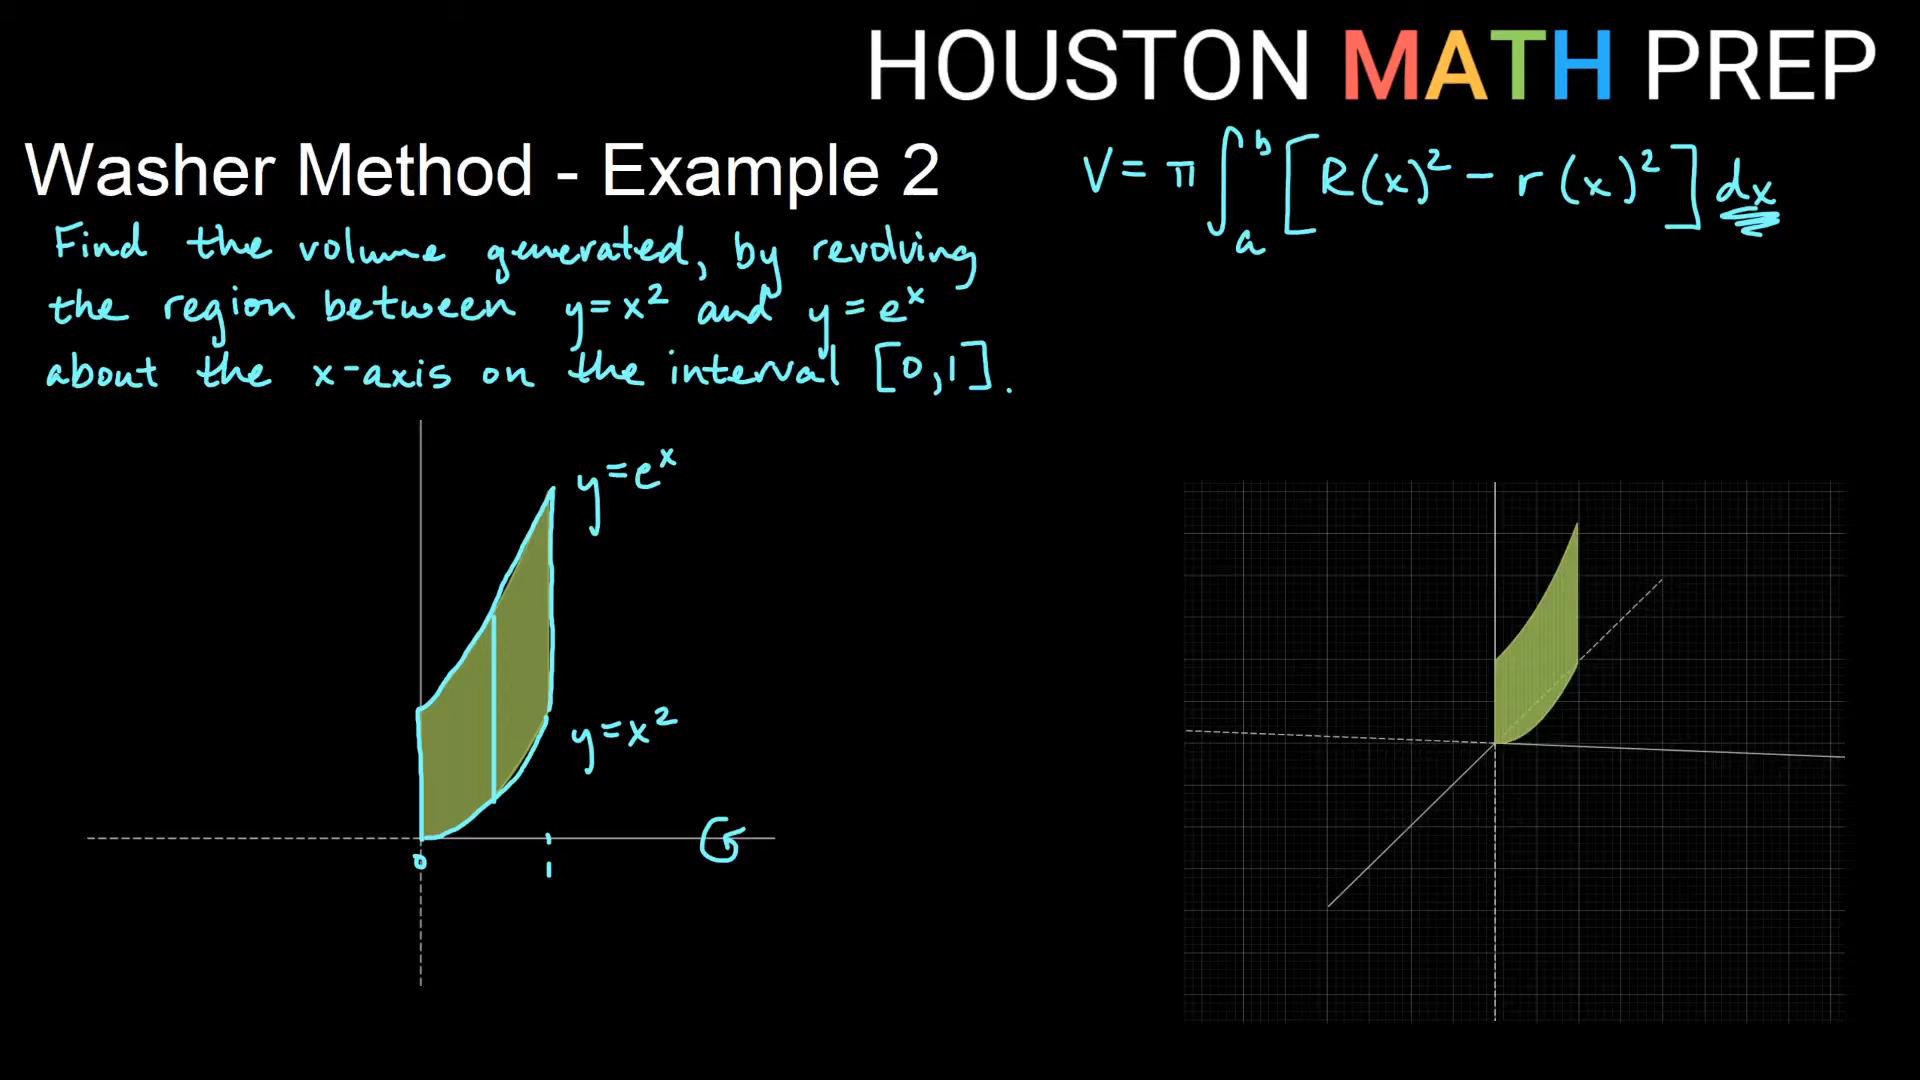 HOUSTON MATH PREP
Washer Method - Example 2
V = π ∫ₐᵇ [R(x)² - r(x)²] dx
Find the volume generated, by revolving
the region between y = x² and y = eˣ
about the x-axis on the interval [0,1].
y = eˣ
y = x²
0
1